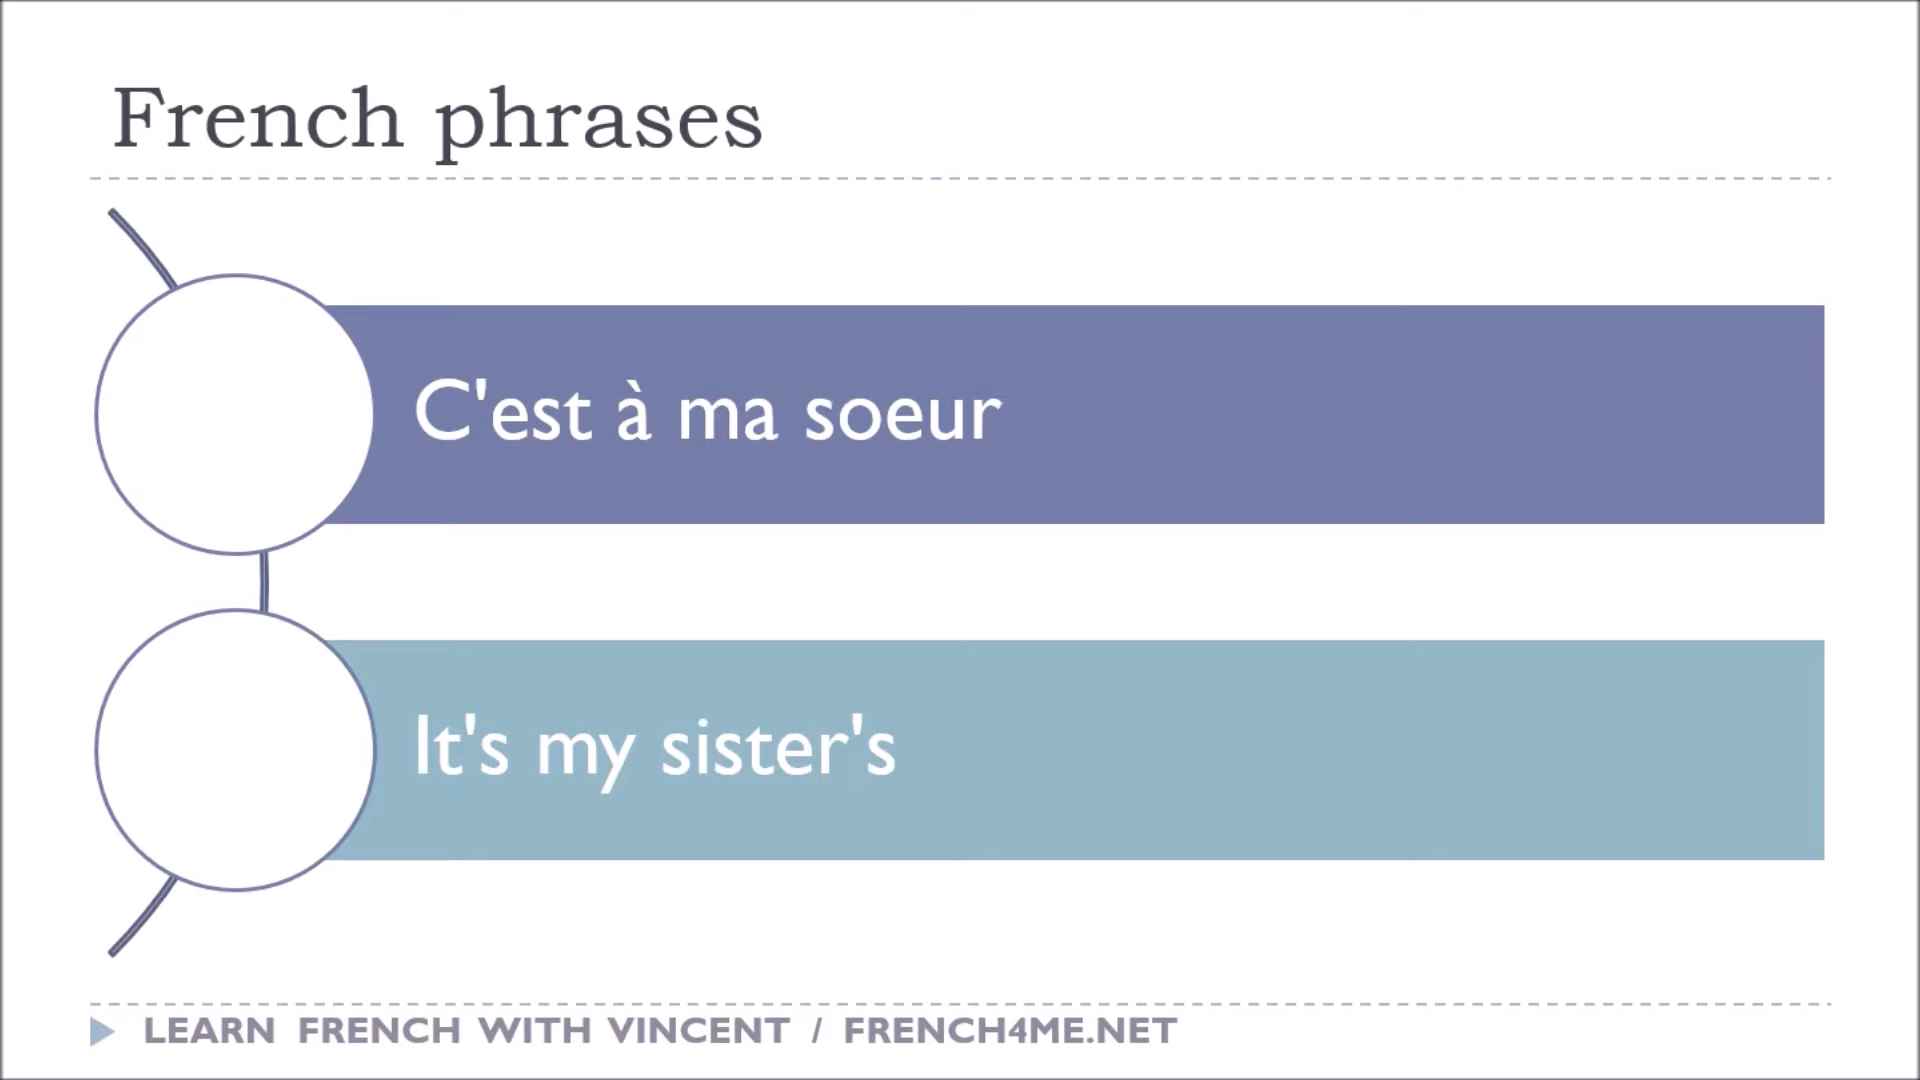 French phrases
C'est à ma soeur
It's my sister's
LEARN FRENCH WITH VINCENT / FRENCH4ME.NET